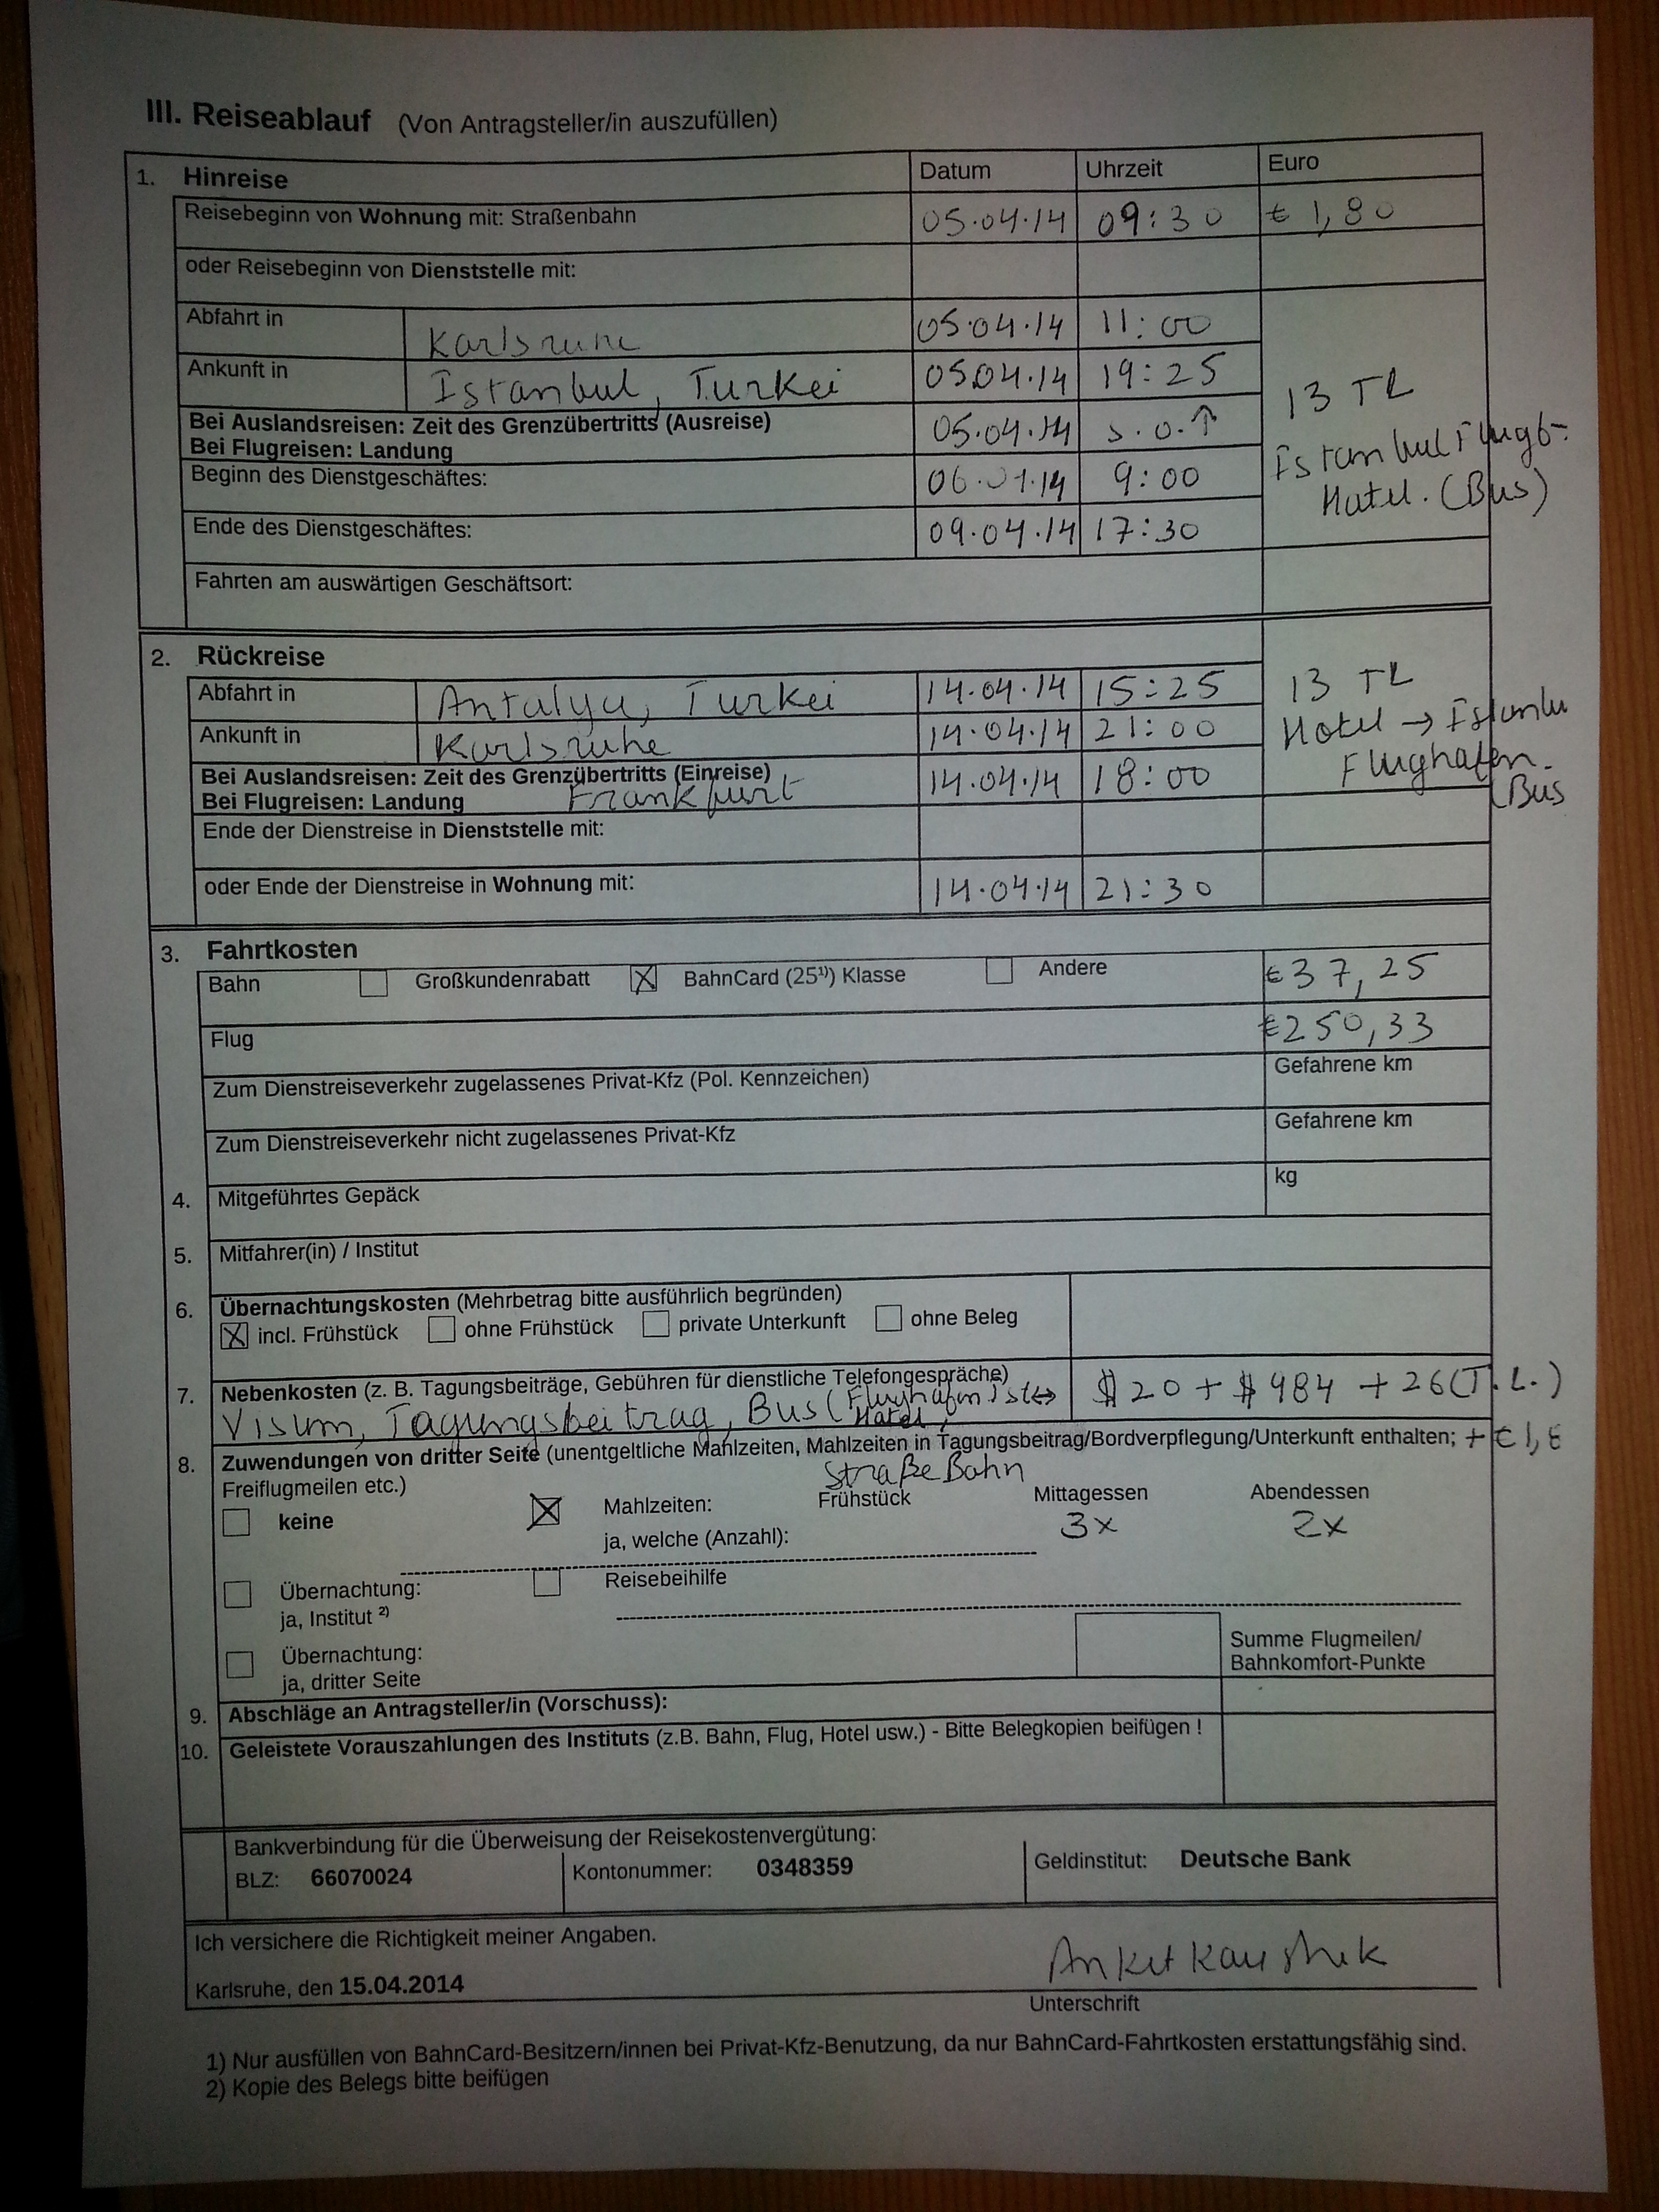 III. Reiseablauf (Von Antragsteller/in auszufüllen)
1. Hinreise Datum Uhrzeit Euro
Reisebeginn von Wohnung mit: Straßenbahn 05.04.14 09:30 € 1,80
oder Reisebeginn von Dienststelle mit:
Abfahrt in Karlsruhe 05.04.14 11:00
Ankunft in Istanbul, Turkei 05.04.14 19:25
13 TL
Bei Auslandsreisen: Zeit des Grenzübertritts (Ausreise)
Bei Flugreisen: Landung 05.04.14 s.o.↑
Istanbul Flugh-
Hotel. (Bus)
Beginn des Dienstgeschäftes: 06.04.14 9:00
Ende des Dienstgeschäftes: 09.04.14 17:30
Fahrten am auswärtigen Geschäftsort:
2. Rückreise
Abfahrt in Antalya, Turkei 14.04.14 15:25
13 TL
Ankunft in Karlsruhe 14.04.14 21:00
Hotel →
Flughafen.
(Bus
Bei Auslandsreisen: Zeit des Grenzübertritts (Einreise)
Bei Flugreisen: Landung Frankfurt 14.04.14 18:00
Ende der Dienstreise in Dienststelle mit:
oder Ende der Dienstreise in Wohnung mit: 14.04.14 21:30
3. Fahrtkosten
Bahn Großkundenrabatt X BahnCard (25¹⁾) Klasse Andere € 37,25
Flug €250,33
Zum Dienstreiseverkehr zugelassenes Privat-Kfz (Pol. Kennzeichen) Gefahrene km
Zum Dienstreiseverkehr nicht zugelassenes Privat-Kfz Gefahrene km
4. Mitgeführtes Gepäck kg
5. Mitfahrer(in) / Institut
6. Übernachtungskosten (Mehrbetrag bitte ausführlich begründen)
X incl. Frühstück ohne Frühstück private Unterkunft ohne Beleg
7. Nebenkosten (z. B. Tagungsbeiträge, Gebühren für dienstliche Telefongespräche)
Visum, Tagungsbeitrag, Bus (Flughafen Ist↔ Hotel, $ 20 + $ 984 + 26(T.L.)
8. Zuwendungen von dritter Seite (unentgeltliche Mahlzeiten, Mahlzeiten in Tagungsbeitrag/Bordverpflegung/Unterkunft enthalten; + € 1,
Freiflugmeilen etc.) Straße Bahn
keine X Mahlzeiten: Frühstück Mittagessen Abendessen
ja, welche (Anzahl): 3x 2x
Übernachtung: Reisebeihilfe
ja, Institut ²⁾
Übernachtung: Summe Flugmeilen/
ja, dritter Seite Bahnkomfort-Punkte
9. Abschläge an Antragsteller/in (Vorschuss):
10. Geleistete Vorauszahlungen des Instituts (z.B. Bahn, Flug, Hotel usw.) - Bitte Belegkopien beifügen !
Bankverbindung für die Überweisung der Reisekostenvergütung:
BLZ: 66070024 Kontonummer: 0348359 Geldinstitut: Deutsche Bank
Ich versichere die Richtigkeit meiner Angaben.
Ankit Kaushik
Karlsruhe, den 15.04.2014
Unterschrift
1) Nur ausfüllen von BahnCard-Besitzern/innen bei Privat-Kfz-Benutzung, da nur BahnCard-Fahrtkosten erstattungsfähig sind.
2) Kopie des Belegs bitte beifügen